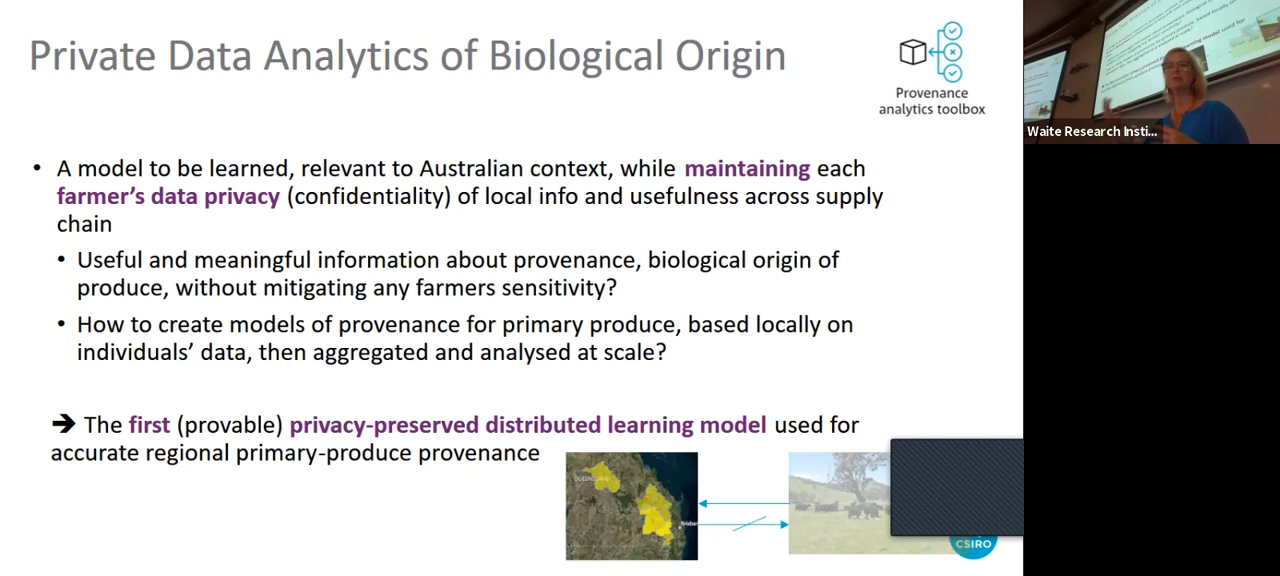 Private Data Analytics of Biological Origin
Provenance
analytics toolbox
• A model to be learned, relevant to Australian context, while maintaining each
farmer's data privacy (confidentiality) of local info and usefulness across supply
chain
• Useful and meaningful information about provenance, biological origin of
produce, without mitigating any farmers sensitivity?
• How to create models of provenance for primary produce, based locally on
individuals' data, then aggregated and analysed at scale?
➔ The first (provable) privacy-preserved distributed learning model used for
accurate regional primary-produce provenance
QUEENSLAND
CSIRO
Waite Research Insti...